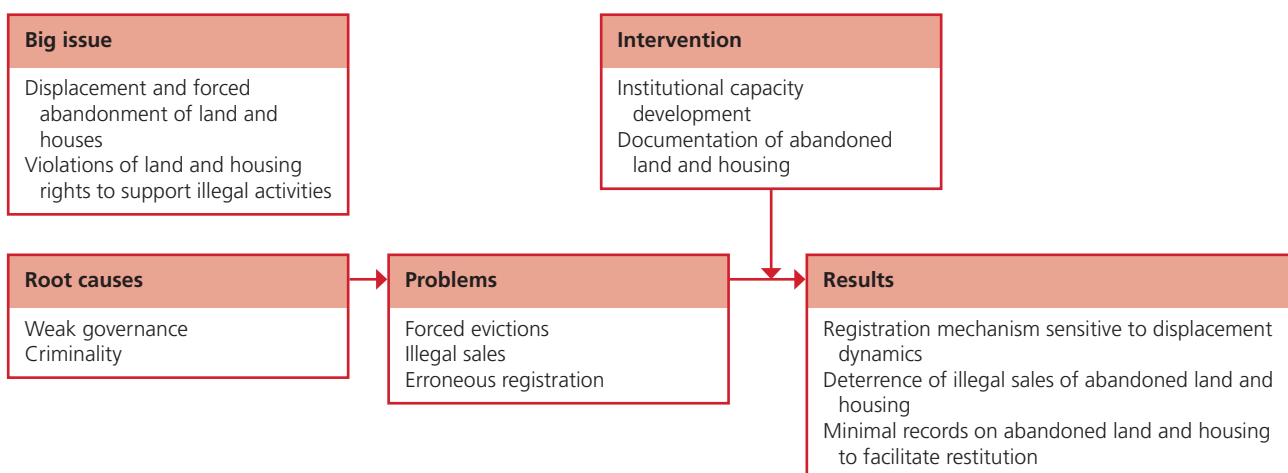 Big issue
Displacement and forced
abandonment of land and
houses
Violations of land and housing
rights to support illegal activities
Intervention
Institutional capacity
development
Documentation of abandoned
land and housing
Root causes
Weak governance
Criminality
Problems
Forced evictions
Illegal sales
Erroneous registration
Results
Registration mechanism sensitive to displacement
dynamics
Deterrence of illegal sales of abandoned land and
housing
Minimal records on abandoned land and housing
to facilitate restitution